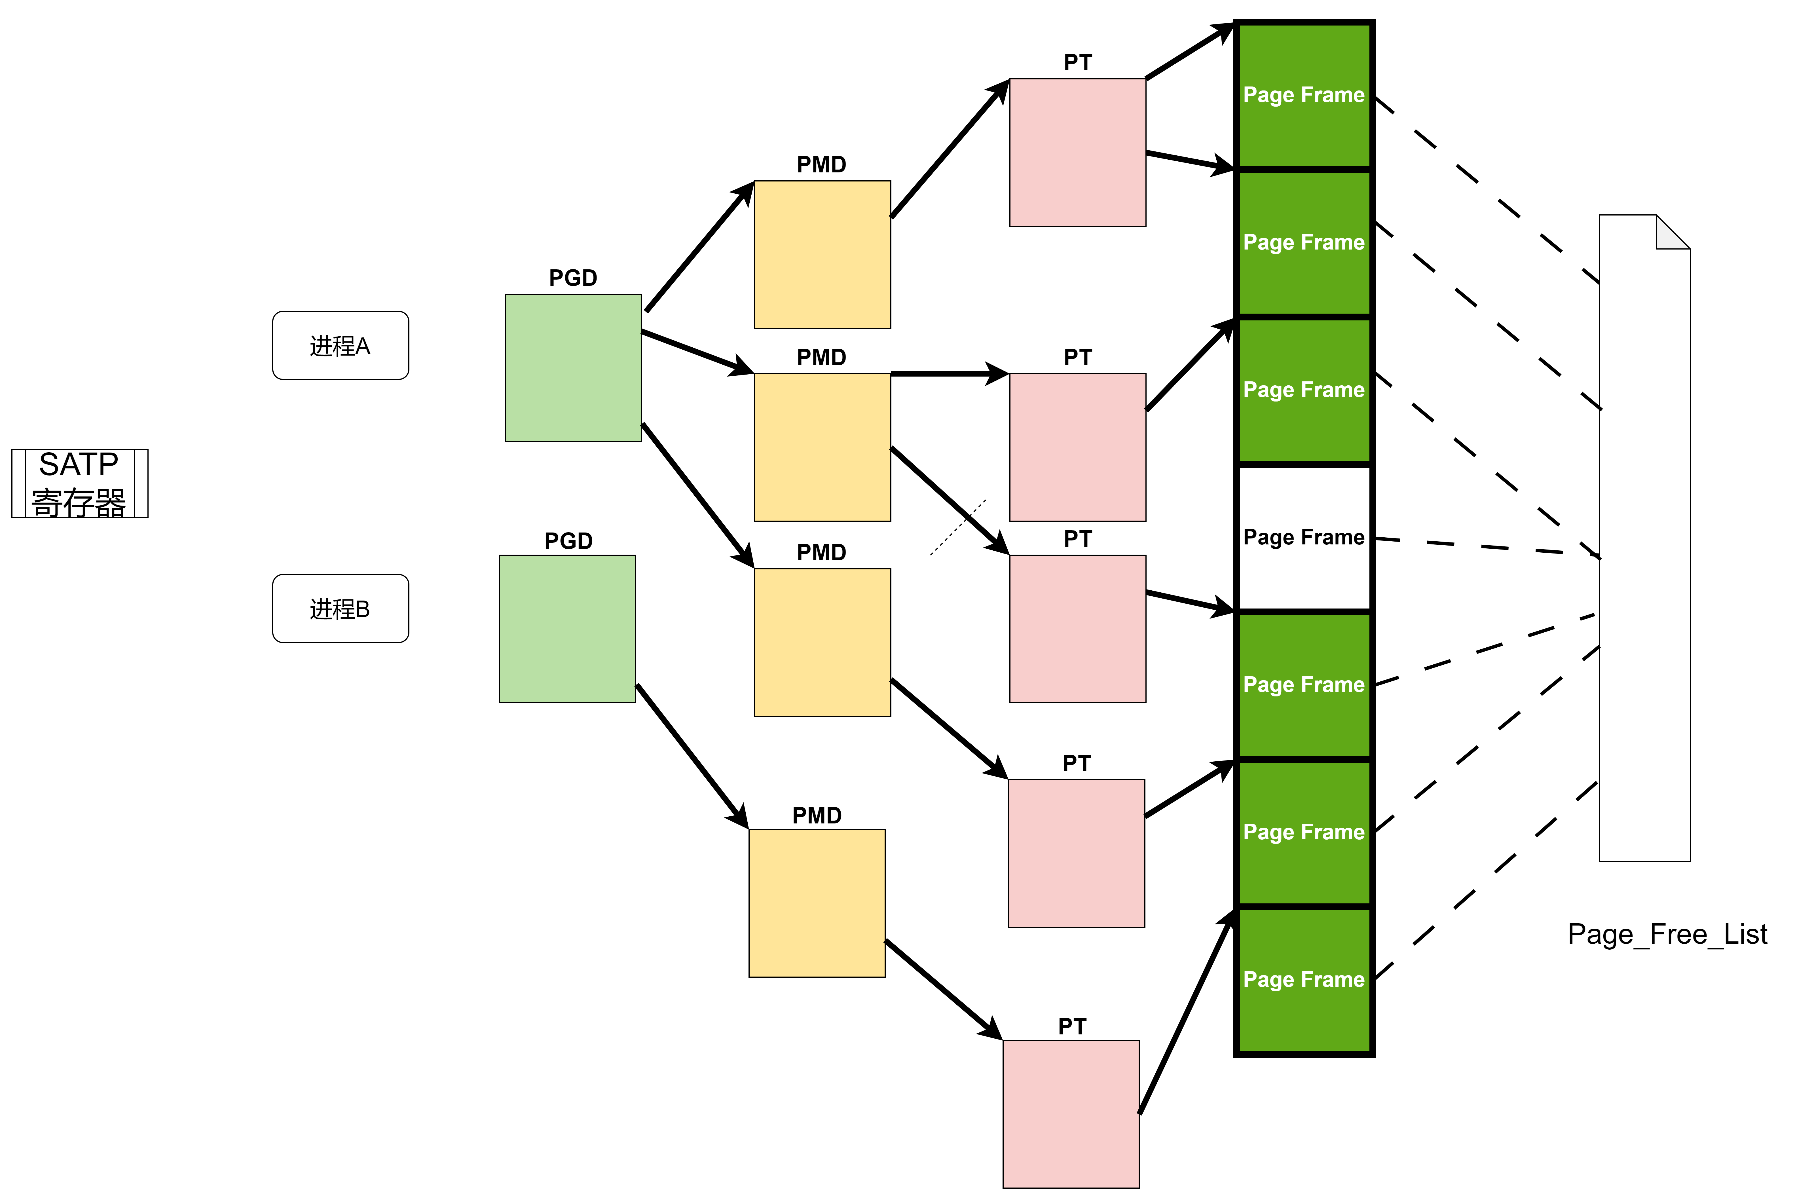 SATP
寄存器
进程A
进程B
PGD
PGD
PMD
PMD
PMD
PMD
PT
PT
PT
PT
PT
Page Frame
Page Frame
Page Frame
Page Frame
Page Frame
Page Frame
Page Frame
Page_Free_List